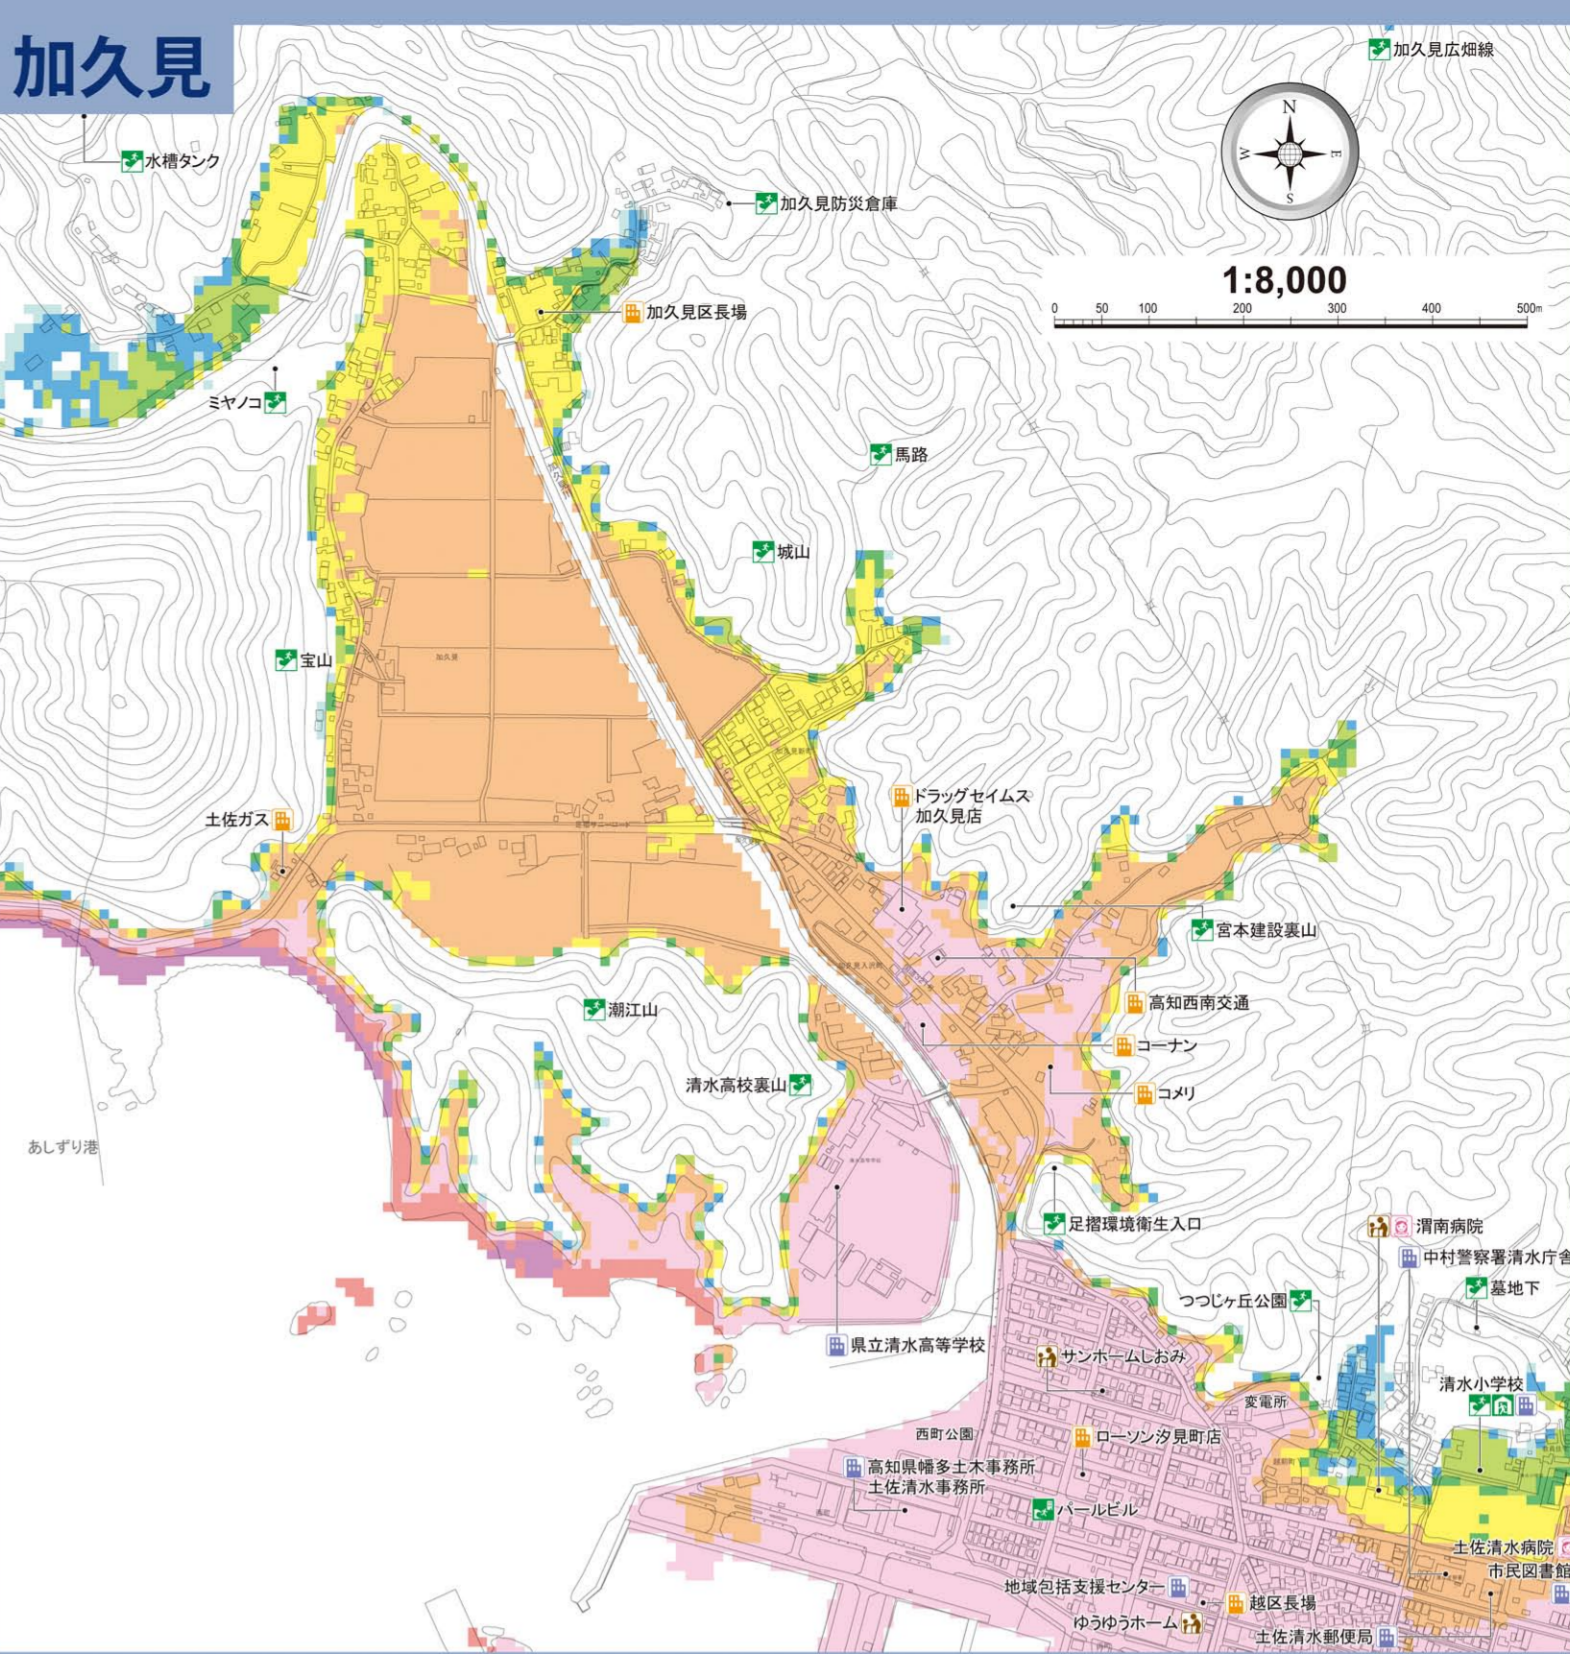 加久見
加久見広畑線
水槽タンク
N
W
E
S
加久見防災倉庫
1:8,000
0 50 100 200 300 400 500m
加久見区長場
ミヤノコ
馬路
城山
宝山
加久見
ドラッグセイムス
加久見店
土佐ガス
宮本建設裏山
加久見入沢町
高知西南交通
潮江山
コーナン
清水高校裏山
コメリ
あしずり港
足摺環境衛生入口
渭南病院
中村警察署清水庁舎
墓地下
つつじヶ丘公園
県立清水高等学校
サンホームしおみ
清水小学校
変電所
西町公園
ローソン汐見町店
高知県幡多土木事務所
土佐清水事務所
パールビル
土佐清水病院
市民図書館
地域包括支援センター
越区長場
ゆうゆうホーム
土佐清水郵便局